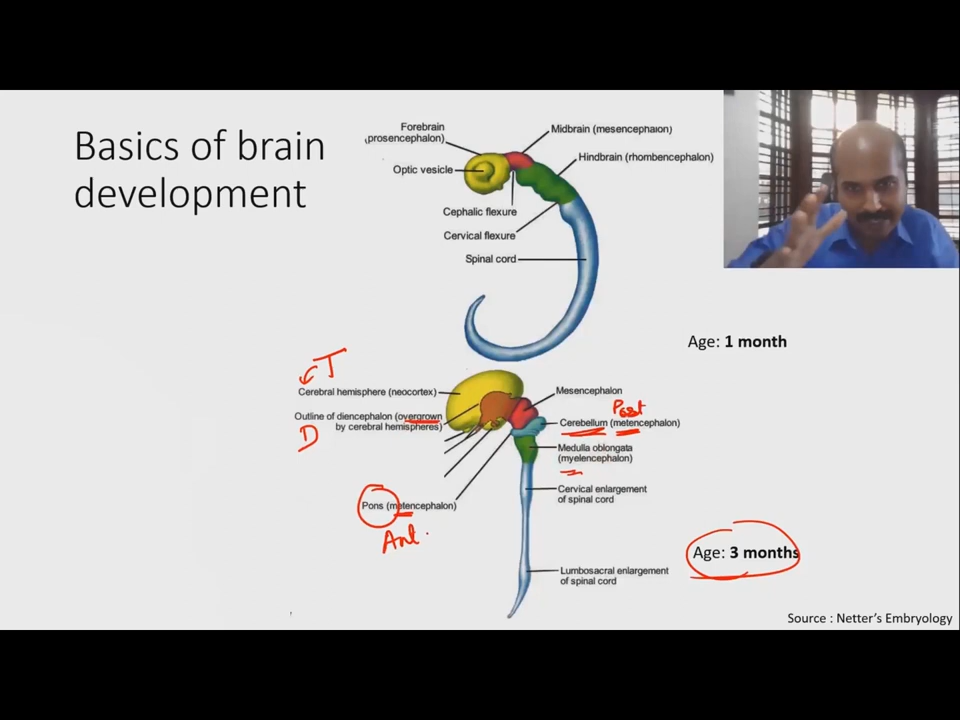 Basics of brain
development
Forebrain
(prosencephalon)
Optic vesicle
Midbrain (mesencephalon)
Hindbrain (rhombencephalon)
Cephalic flexure
Cervical flexure
Spinal cord
Age: 1 month
T
Cerebral hemisphere (neocortex)
Outline of diencephalon (overgrown
by cerebral hemispheres)
D
Mesencephalon
Post
Cerebellum (metencephalon)
Medulla oblongata
(myelencephalon)
Cervical enlargement
of spinal cord
Pons (metencephalon)
Ant.
Age: 3 months
Lumbosacral enlargement
of spinal cord
Source : Netter's Embryology